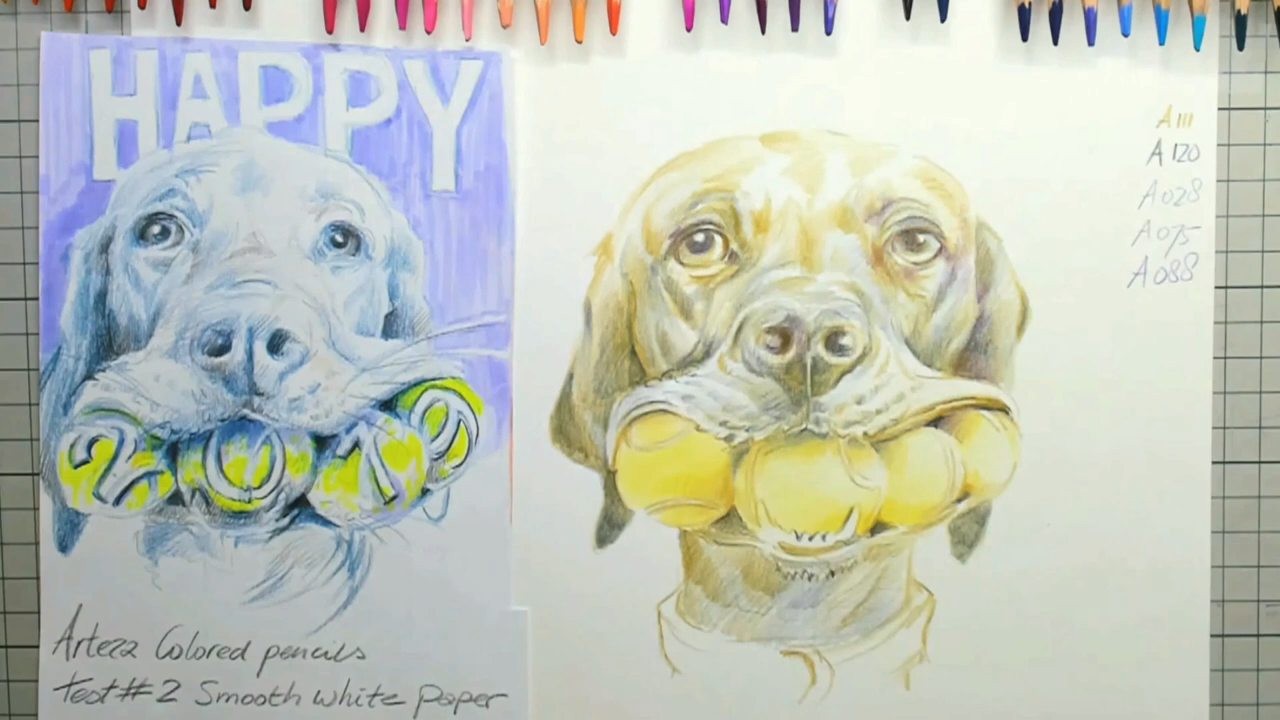 HAPPY
2019
Arteza Colored pencils
Test #2 Smooth white paper
A111
A120
A028
A075
A088